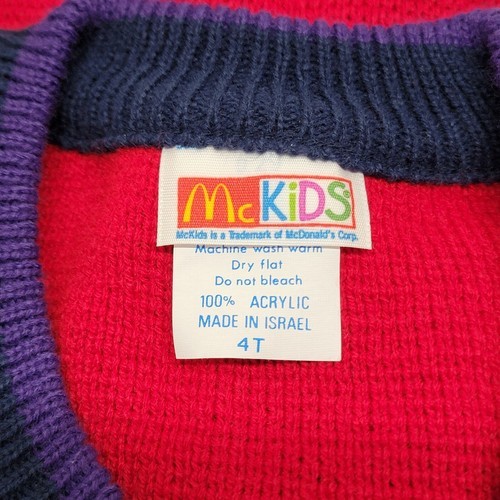 McKiDS
McKids is a Trademark of McDonald's Corp.
Machine wash warm
Dry flat
Do not bleach
100% ACRYLIC
MADE IN ISRAEL
4T